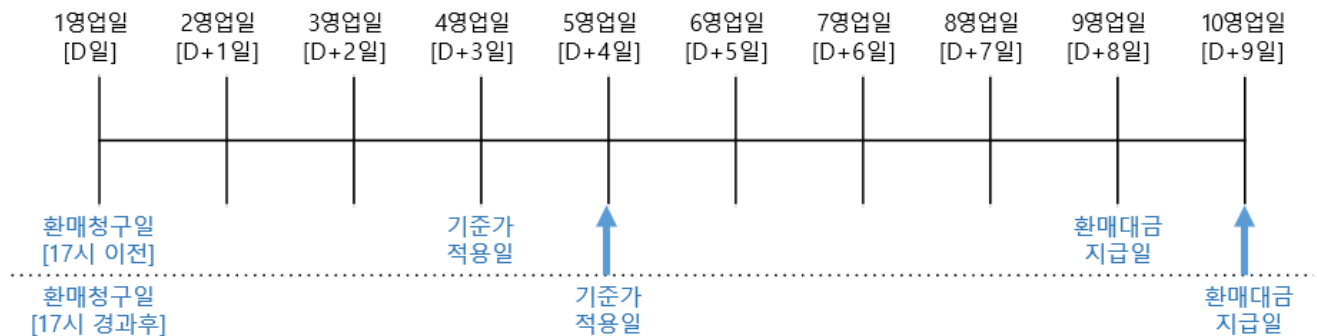 1영업일 2영업일 3영업일 4영업일 5영업일 6영업일 7영업일 8영업일 9영업일 10영업일
[D일] [D+1일] [D+2일] [D+3일] [D+4일] [D+5일] [D+6일] [D+7일] [D+8일] [D+9일]
환매청구일 기준가 환매대금
[17시 이전] 적용일 지급일
환매청구일 기준가 환매대금
[17시 경과후] 적용일 지급일